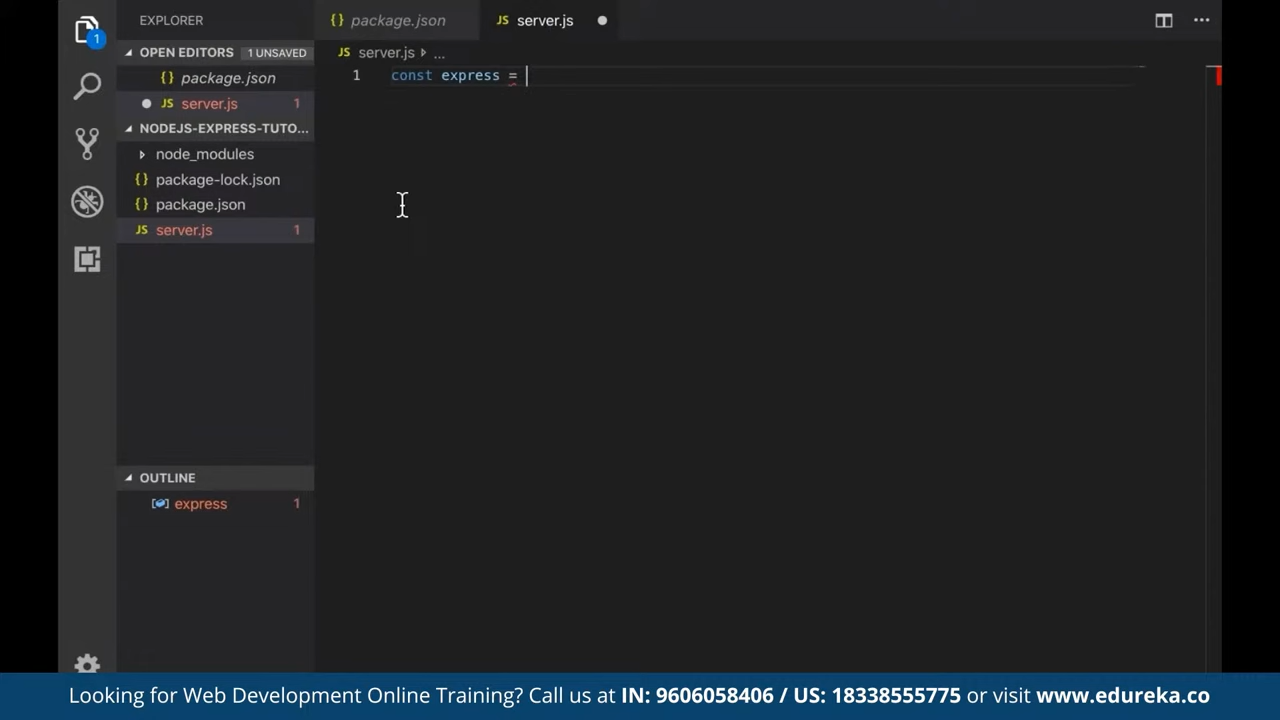 EXPLORER
OPEN EDITORS 1 UNSAVED
{} package.json
JS server.js 1
NODEJS-EXPRESS-TUTO...
node_modules
{} package-lock.json
{} package.json
JS server.js 1
OUTLINE
express 1
1
{} package.json
JS server.js
...
JS server.js ...
1 const express =
Looking for Web Development Online Training? Call us at IN: 9606058406 / US: 18338555775 or visit www.edureka.co